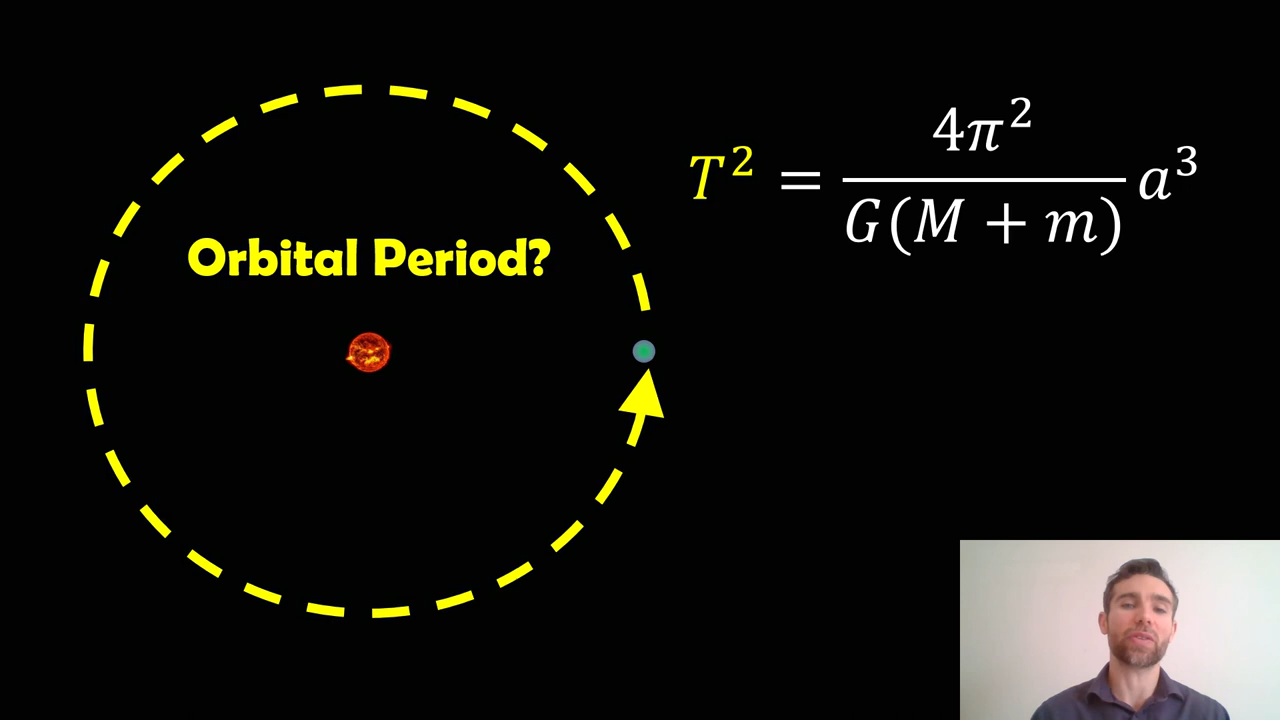 Orbital Period?
T² = 4π² / G(M + m) a³